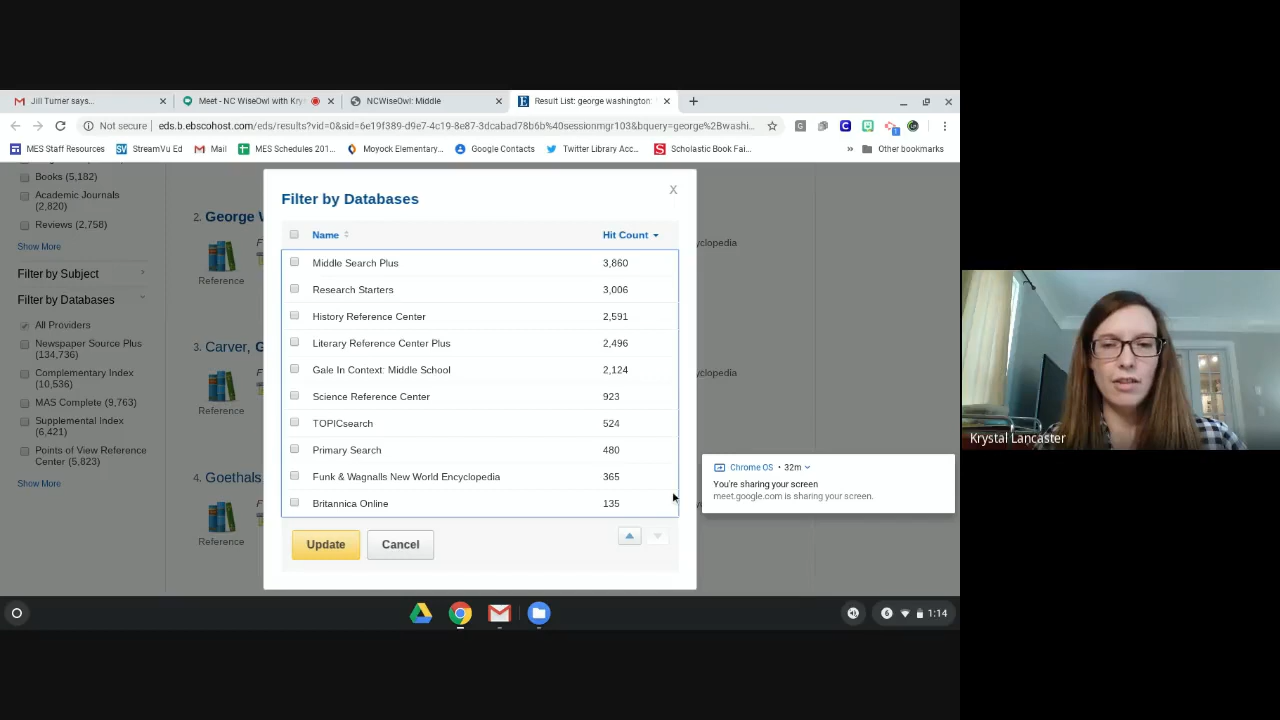 Jill Turner says...
Meet - NC WiseOwl with Krys
NCWiseOwl: Middle
Result List: george washington:
Not secure | eds.b.ebscohost.com/eds/results?vid=0&sid=6e19f389-d9e7-4c19-8e87-3dcabad78b6b%40sessionmgr103&bquery=george%2Bwashi...
MES Staff Resources
StreamVu Ed
Mail
MES Schedules 201...
Moyock Elementary...
Google Contacts
Twitter Library Acc...
Scholastic Book Fai...
»
Other bookmarks
Books (5,182)
Academic Journals
(2,820)
Reviews (2,758)
Show More
Filter by Subject
Filter by Databases
All Providers
Newspaper Source Plus
(134,736)
Complementary Index
(10,536)
MAS Complete (9,763)
Supplemental Index
(6,421)
Points of View Reference
Center (5,823)
Show More
2. George W
Reference
3. Carver, G
Reference
4. Goethals
Reference
Filter by Databases
X
Name Hit Count
Middle Search Plus 3,860
Research Starters 3,006
History Reference Center 2,591
Literary Reference Center Plus 2,496
Gale In Context: Middle School 2,124
Science Reference Center 923
TOPICsearch 524
Primary Search 480
Funk & Wagnalls New World Encyclopedia 365
Britannica Online 135
Update Cancel
Chrome OS • 32m
You're sharing your screen
meet.google.com is sharing your screen.
6 1:14
Krystal Lancaster